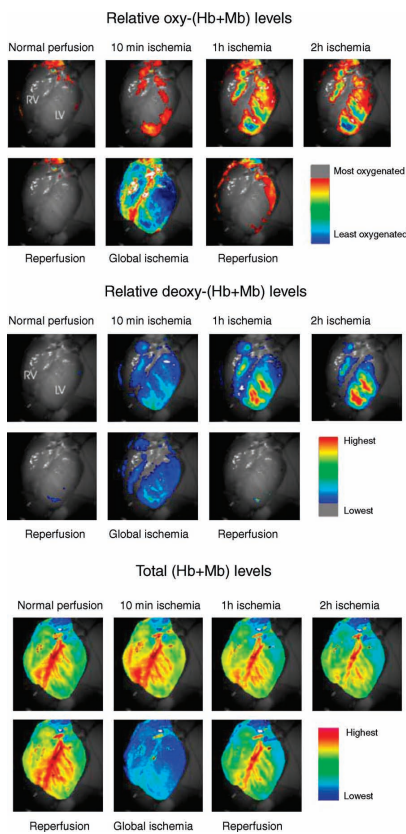 Relative oxy-(Hb+Mb) levels
Normal perfusion 10 min ischemia 1h ischemia 2h ischemia
RV
LV
Most oxygenated
Least oxygenated
Reperfusion Global ischemia Reperfusion
Relative deoxy-(Hb+Mb) levels
Normal perfusion 10 min ischemia 1h ischemia 2h ischemia
RV
LV
Highest
Lowest
Reperfusion Global ischemia Reperfusion
Total (Hb+Mb) levels
Normal perfusion 10 min ischemia 1h ischemia 2h ischemia
Highest
Lowest
Reperfusion Global ischemia Reperfusion